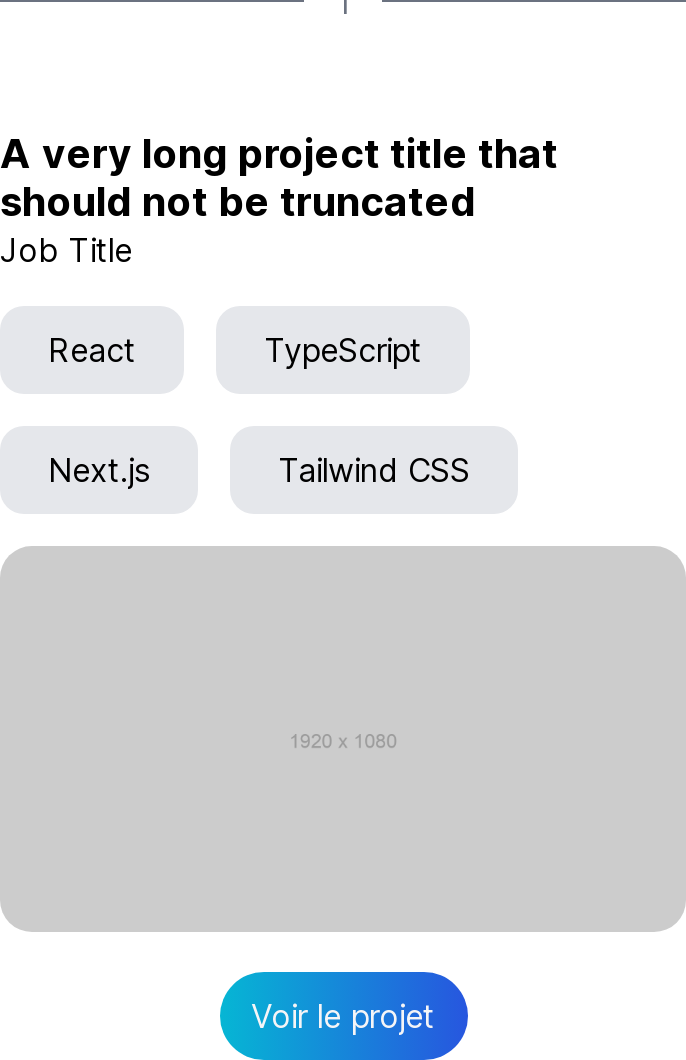 A very long project title that
should not be truncated
Job Title
React
TypeScript
Next.js
Tailwind CSS
1920 x 1080
Voir le projet